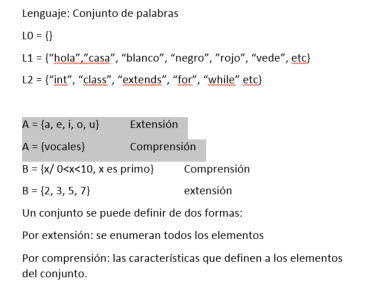 Lenguaje: Conjunto de palabras
L0 = {}
L1 = {“hola”,”casa”, “blanco”, “negro”, ”rojo”, “vede”, etc}
L2 = {“int”, “class”, “extends”, “for”, “while” etc}
A = {a, e, i, o, u} Extensión
A = {vocales} Comprensión
B = {x/ 0<x<10, x es primo} Comprensión
B = {2, 3, 5, 7} extensión
Un conjunto se puede definir de dos formas:
Por extensión: se enumeran todos los elementos
Por comprensión: las características que definen a los elementos
del conjunto.